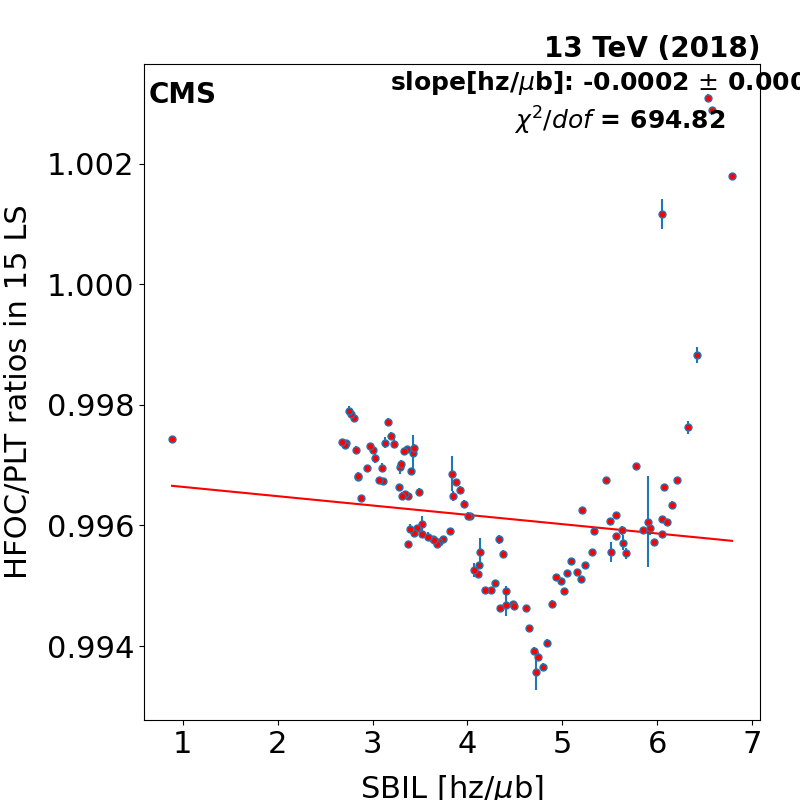 13 TeV (2018)
CMS
slope[hz/μb]: -0.0002 ± 0.000
χ²/dof = 694.82
HFOC/PLT ratios in 15 LS
1.002
1.000
0.998
0.996
0.994
1 2 3 4 5 6 7
SBIL [hz/μb]